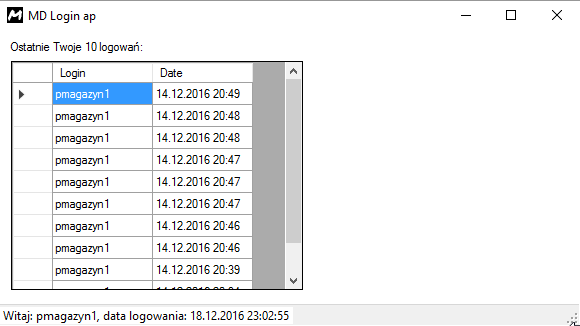 MD Login ap
Ostatnie Twoje 10 logowań:
Login Date
pmagazyn1 14.12.2016 20:49
pmagazyn1 14.12.2016 20:48
pmagazyn1 14.12.2016 20:48
pmagazyn1 14.12.2016 20:47
pmagazyn1 14.12.2016 20:47
pmagazyn1 14.12.2016 20:47
pmagazyn1 14.12.2016 20:46
pmagazyn1 14.12.2016 20:46
pmagazyn1 14.12.2016 20:39
Witaj: pmagazyn1, data logowania: 18.12.2016 23:02:55